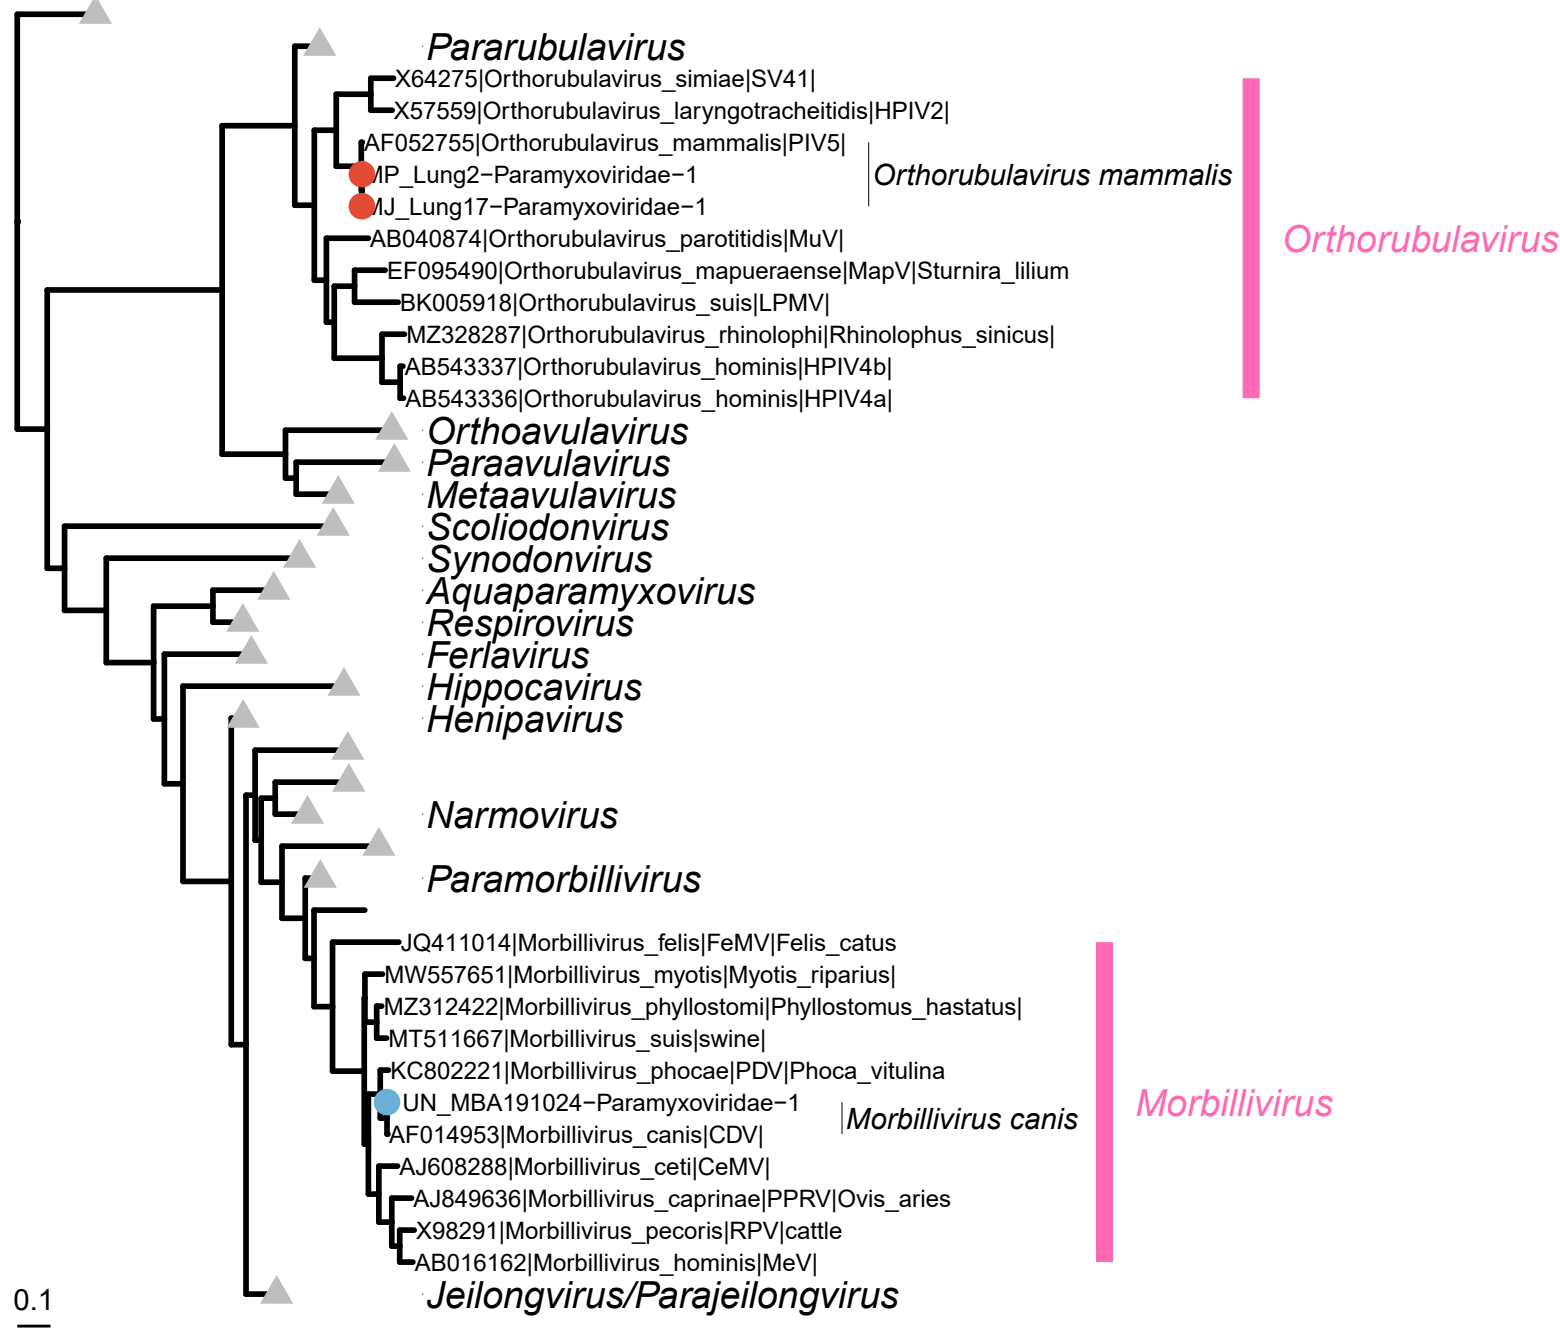 Pararubulavirus
X64275|Orthorubulavirus_simiae|SV41|
X57559|Orthorubulavirus_laryngotracheitidis|HPIV2|
AF052755|Orthorubulavirus_mammalis|PIV5|
MP_Lung2−Paramyxoviridae−1
Orthorubulavirus mammalis
MJ_Lung17−Paramyxoviridae−1
AB040874|Orthorubulavirus_parotitidis|MuV|
Orthorubulavirus
EF095490|Orthorubulavirus_mapueraense|MapV|Sturnira_lilium
BK005918|Orthorubulavirus_suis|LPMV|
MZ328287|Orthorubulavirus_rhinolophi|Rhinolophus_sinicus|
AB543337|Orthorubulavirus_hominis|HPIV4b|
AB543336|Orthorubulavirus_hominis|HPIV4a|
Orthoavulavirus
Paraavulavirus
Metaavulavirus
Scoliodonvirus
Synodonvirus
Aquaparamyxovirus
Respirovirus
Ferlavirus
Hippocavirus
Henipavirus
Narmovirus
Paramorbillivirus
JQ411014|Morbillivirus_felis|FeMV|Felis_catus
MW557651|Morbillivirus_myotis|Myotis_riparius|
MZ312422|Morbillivirus_phyllostomi|Phyllostomus_hastatus|
MT511667|Morbillivirus_suis|swine|
KC802221|Morbillivirus_phocae|PDV|Phoca_vitulina
UN_MBA191024−Paramyxoviridae−1
Morbillivirus canis
Morbillivirus
AF014953|Morbillivirus_canis|CDV|
AJ608288|Morbillivirus_ceti|CeMV|
AJ849636|Morbillivirus_caprinae|PPRV|Ovis_aries
X98291|Morbillivirus_pecoris|RPV|cattle
AB016162|Morbillivirus_hominis|MeV|
Jeilongvirus/Parajeilongvirus
0.1